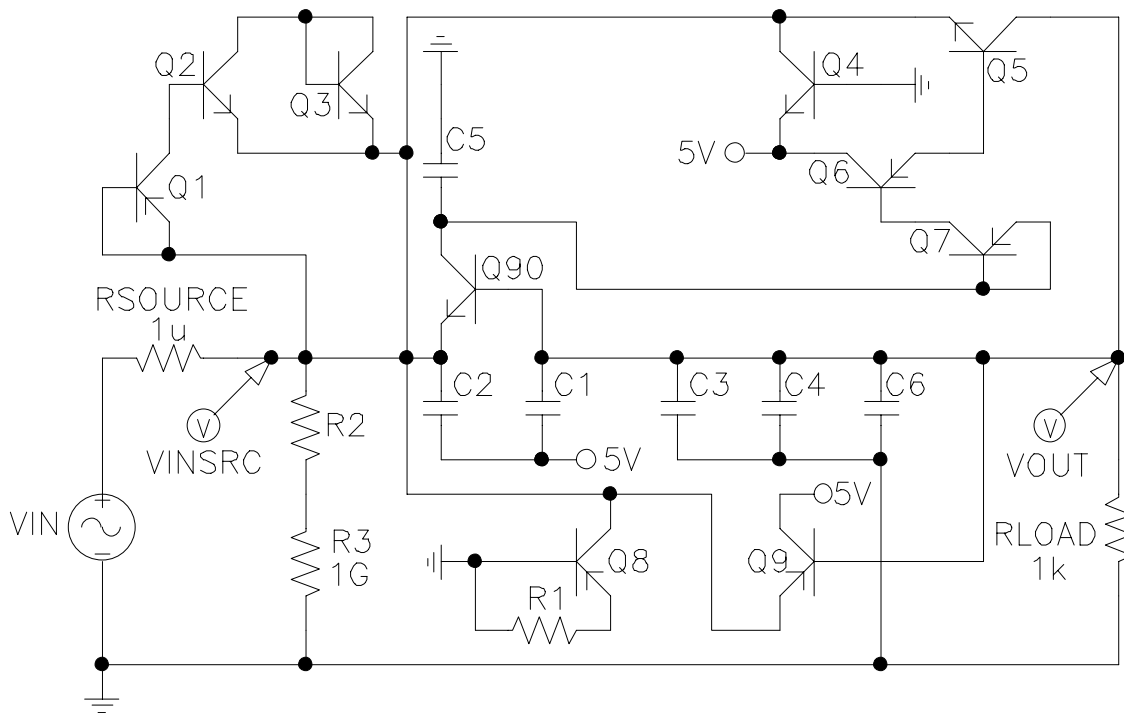 Q2
Q3
Q4
Q5
C5
5V
Q6
Q1
Q7
Q90
RSOURCE
1u
C2
C1
C3
C4
C6
R2
V
VINSRC
5V
V
VOUT
5V
VIN
R3
1G
Q8
Q9
RLOAD
1k
R1